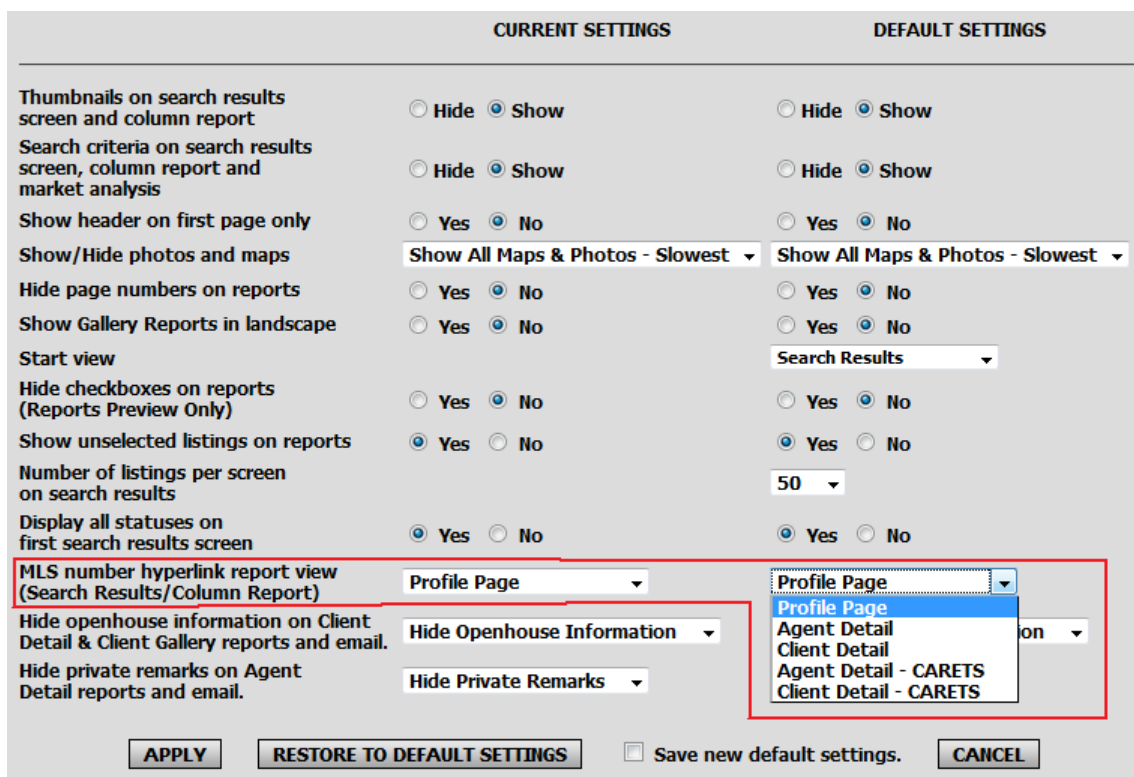 CURRENT SETTINGS DEFAULT SETTINGS
Thumbnails on search results
screen and column report
Hide Show Hide Show
Search criteria on search results
screen, column report and
market analysis
Hide Show Hide Show
Show header on first page only Yes No Yes No
Show/Hide photos and maps Show All Maps & Photos - Slowest Show All Maps & Photos - Slowest
Hide page numbers on reports Yes No Yes No
Show Gallery Reports in landscape Yes No Yes No
Start view Search Results
Hide checkboxes on reports
(Reports Preview Only)
Yes No Yes No
Show unselected listings on reports Yes No Yes No
Number of listings per screen
on search results
50
Display all statuses on
first search results screen
Yes No Yes No
MLS number hyperlink report view
(Search Results/Column Report)
Profile Page Profile Page
Profile Page
Agent Detail
Client Detail
Agent Detail - CARETS
Client Detail - CARETS
Hide openhouse information on Client
Detail & Client Gallery reports and email.
Hide Openhouse Information ion
Hide private remarks on Agent
Detail reports and email.
Hide Private Remarks
APPLY RESTORE TO DEFAULT SETTINGS Save new default settings. CANCEL